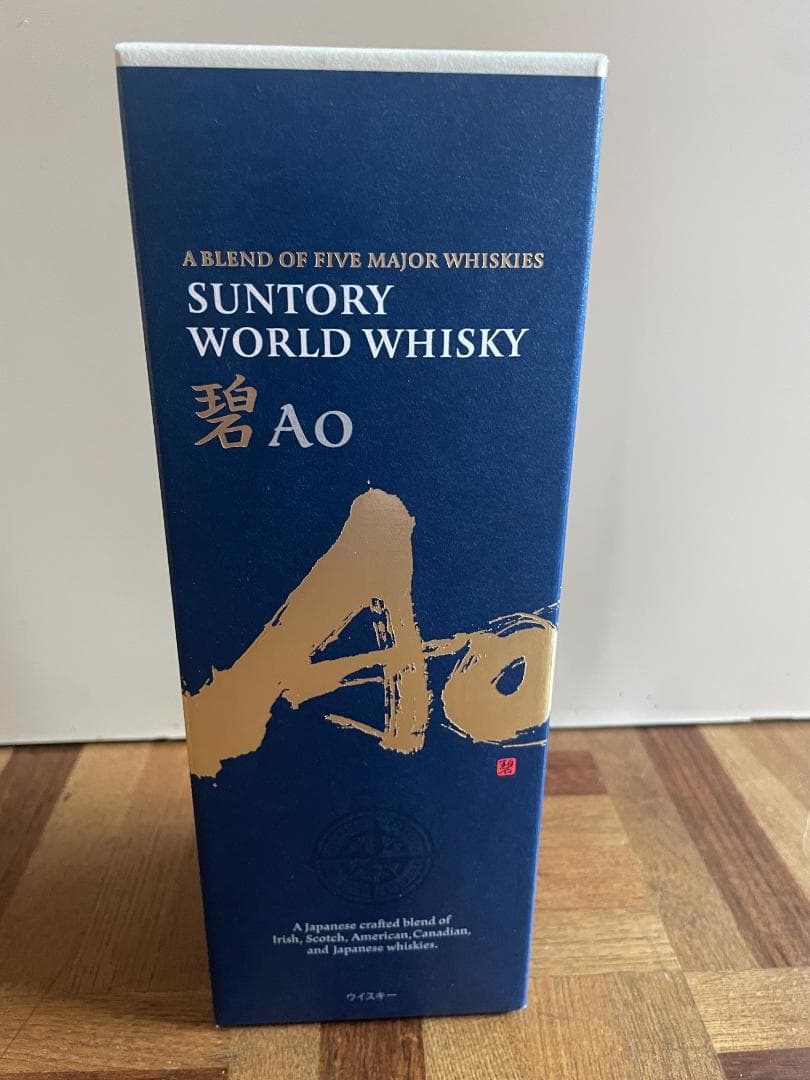 A BLEND OF FIVE MAJOR WHISKIES
SUNTORY
WORLD WHISKY
碧 AO
Ao
碧
A Japanese crafted blend of
Irish, Scotch, American, Canadian,
and Japanese whiskies.
ウイスキー